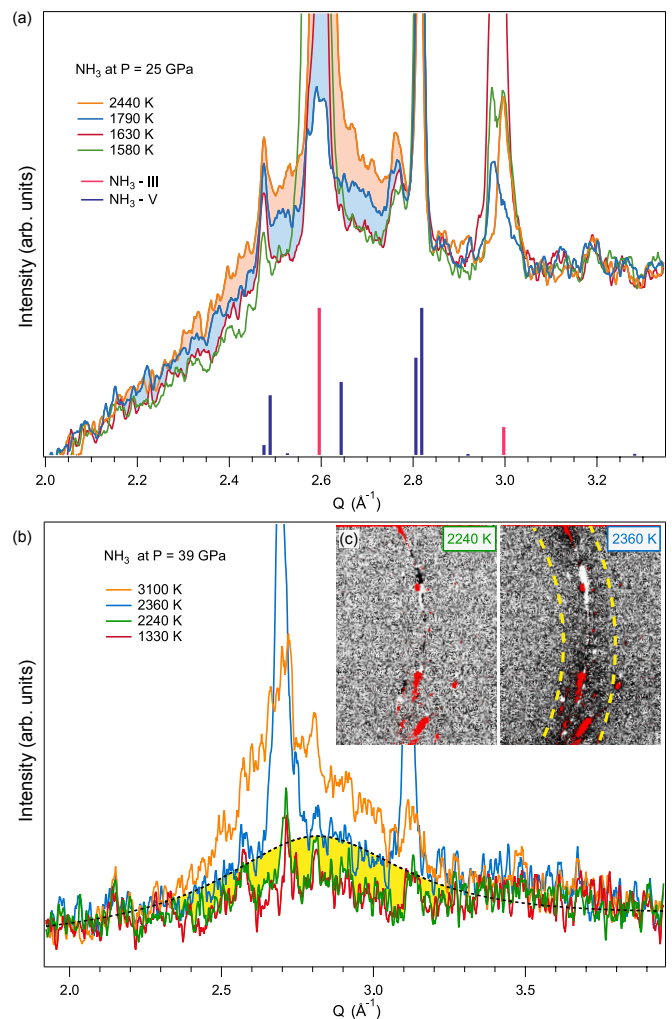 (a)
NH₃ at P = 25 GPa
2440 K
1790 K
1630 K
1580 K
NH₃ - III
NH₃ - V
Intensity (arb. units)
2.0 2.2 2.4 2.6 2.8 3.0 3.2
Q (Å⁻¹)
(b)
NH₃ at P = 39 GPa
3100 K
2360 K
2240 K
1330 K
(c)
2240 K
2360 K
Intensity (arb. units)
2.0 2.5 3.0 3.5
Q (Å⁻¹)